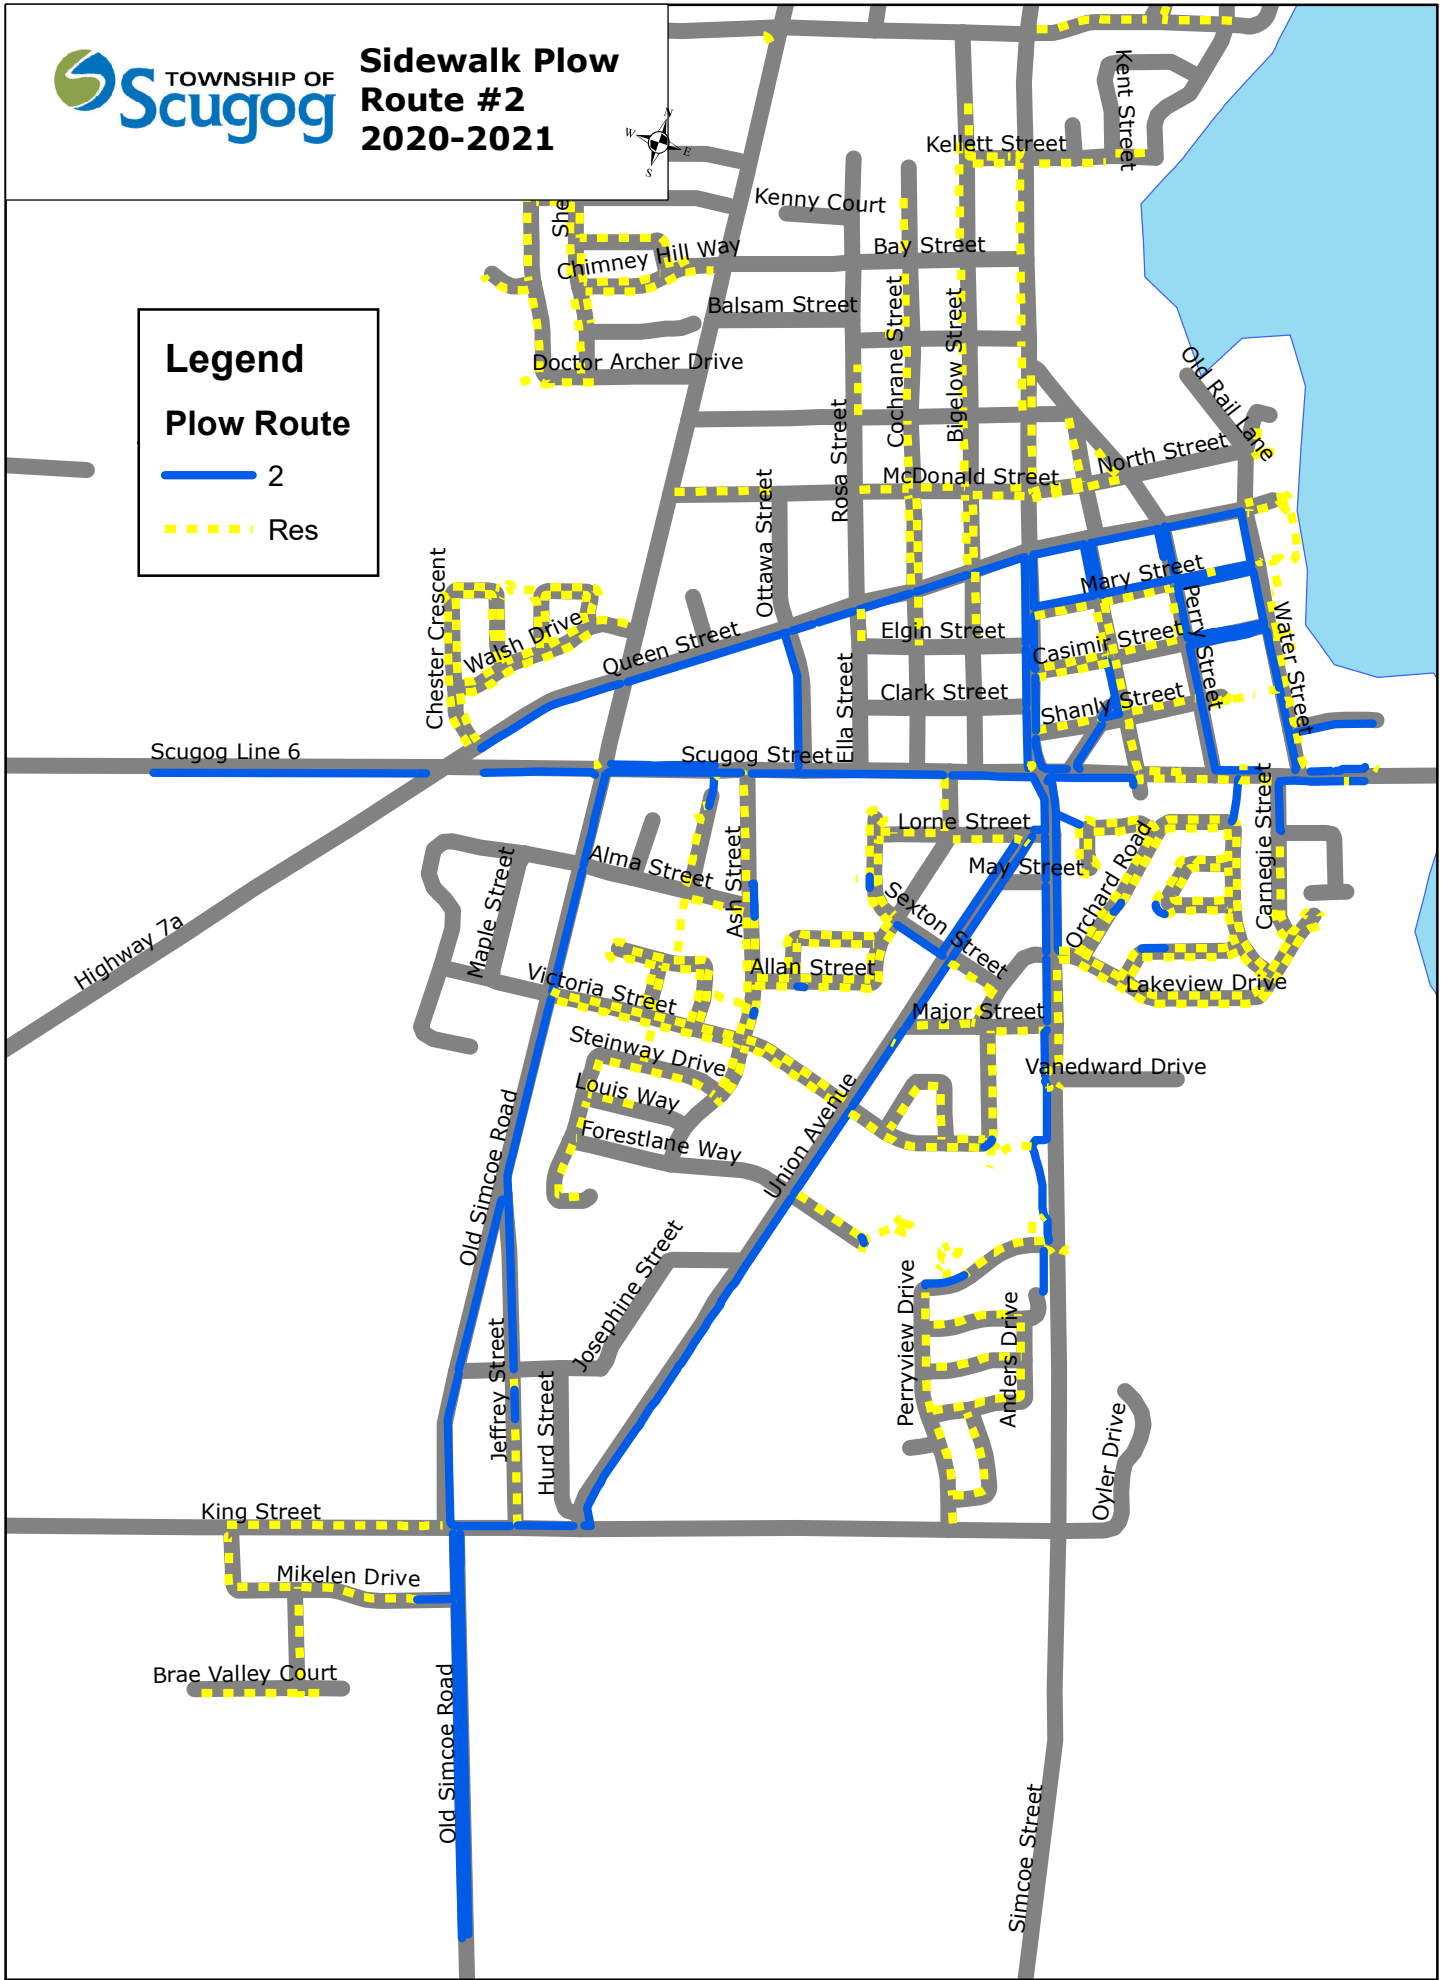 TOWNSHIP OF
Scugog
Sidewalk Plow
Route #2
2020-2021
N
W
E
S
Kent Street
Kellett Street
Kenny Court
She
Chimney Hill Way
Bay Street
Balsam Street
Cochrane Street
Bigelow Street
Doctor Archer Drive
Old Rail Lane
Legend
Plow Route
2
Res
Rosa Street
North Street
McDonald Street
Ottawa Street
Chester Crescent
Walsh Drive
Queen Street
Mary Street
Perry Street
Water Street
Elgin Street
Casimir Street
Ella Street
Clark Street
Shanly Street
Scugog Line 6
Scugog Street
Carnegie Street
Lorne Street
Alma Street
Ash Street
May Street
Orchard Road
Maple Street
Sexton Street
Highway 7a
Allan Street
Victoria Street
Lakeview Drive
Major Street
Steinway Drive
Vanedward Drive
Louis Way
Union Avenue
Forestlane Way
Old Simcoe Road
Josephine Street
Perryview Drive
Anders Drive
Jeffrey Street
Hurd Street
Oyler Drive
King Street
Mikelen Drive
Brae Valley Court
Old Simcoe Road
Simcoe Street